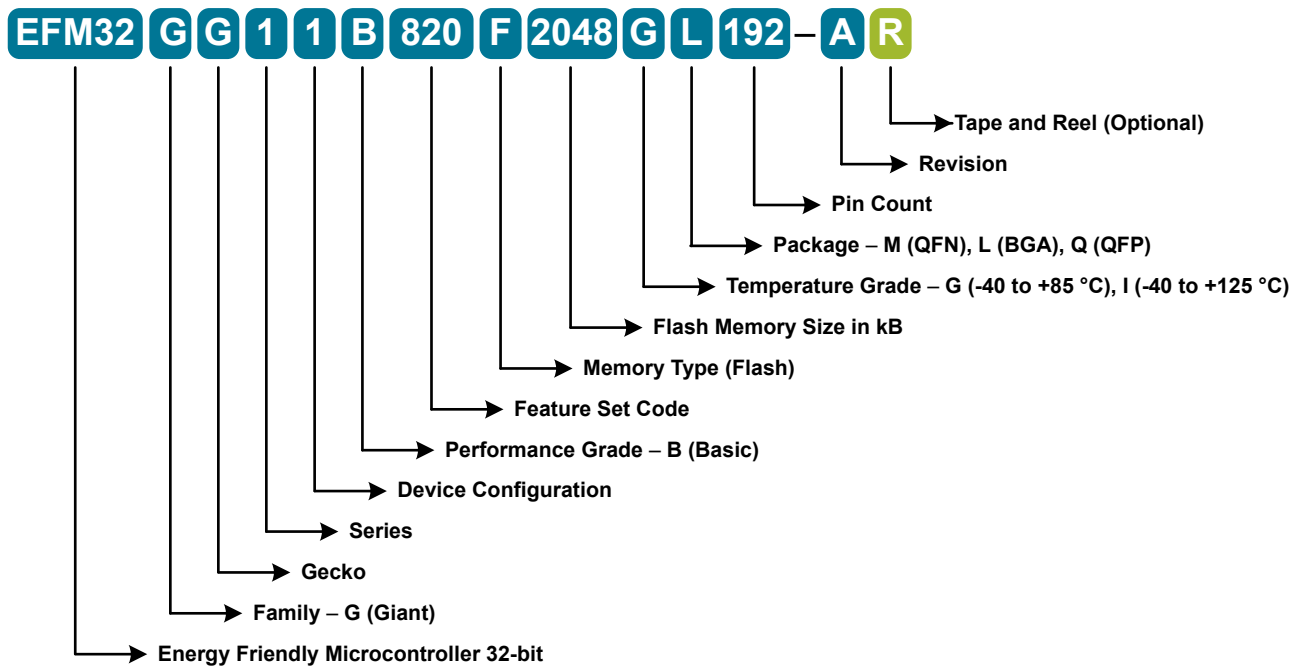 EFM32 G G 1 1 B 820 F 2048 G L 192 – A R
Tape and Reel (Optional)
Revision
Pin Count
Package – M (QFN), L (BGA), Q (QFP)
Temperature Grade – G (-40 to +85 °C), I (-40 to +125 °C)
Flash Memory Size in kB
Memory Type (Flash)
Feature Set Code
Performance Grade – B (Basic)
Device Configuration
Series
Gecko
Family – G (Giant)
Energy Friendly Microcontroller 32-bit